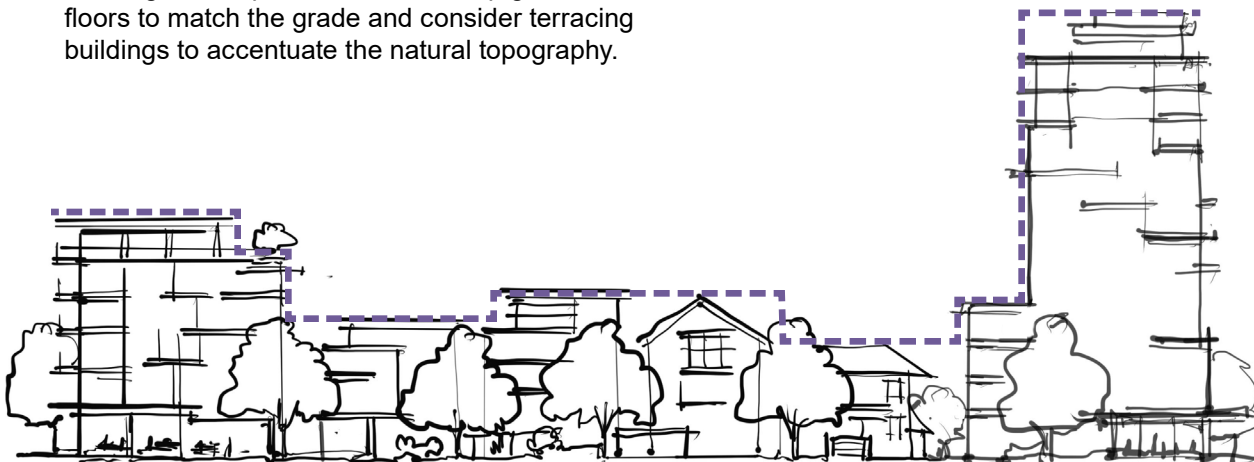 floors to match the grade and consider terracing
buildings to accentuate the natural topography.